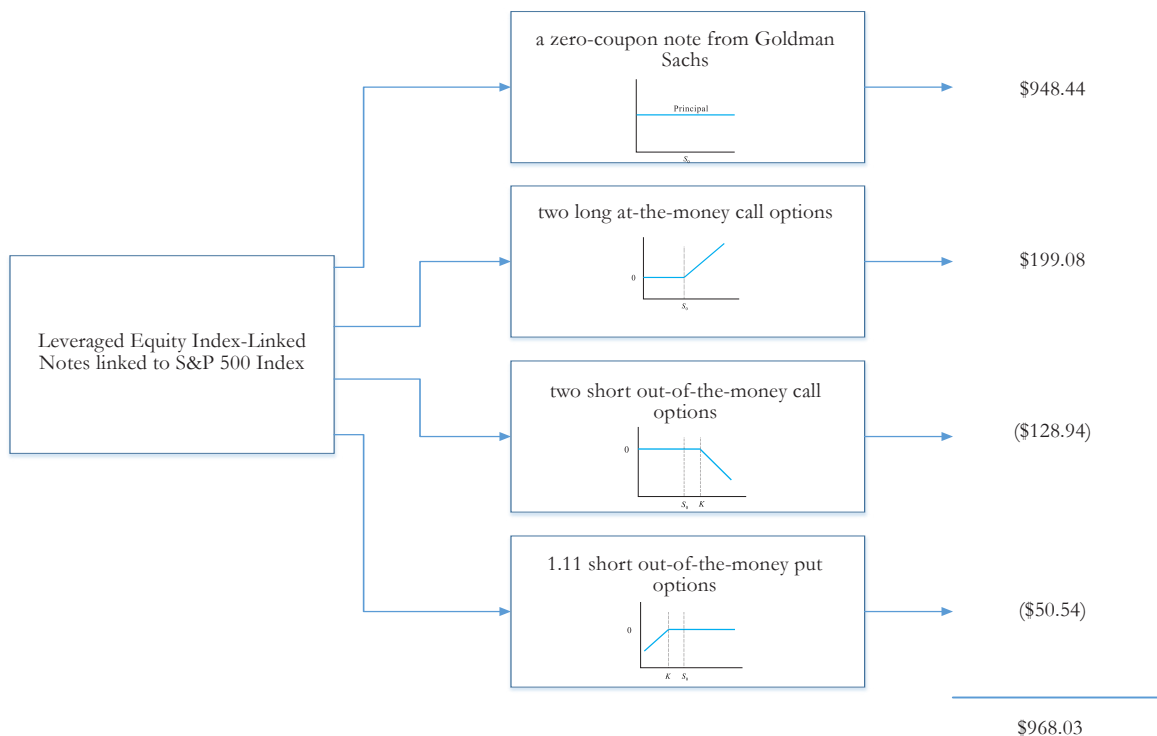 a zero-coupon note from Goldman
Sachs
Principal
S₀
$948.44
two long at-the-money call options
0
S₀
$199.08
Leveraged Equity Index-Linked
Notes linked to S&P 500 Index
two short out-of-the-money call
options
0
S₀ K
($128.94)
1.11 short out-of-the-money put
options
0
K S₀
($50.54)
$968.03